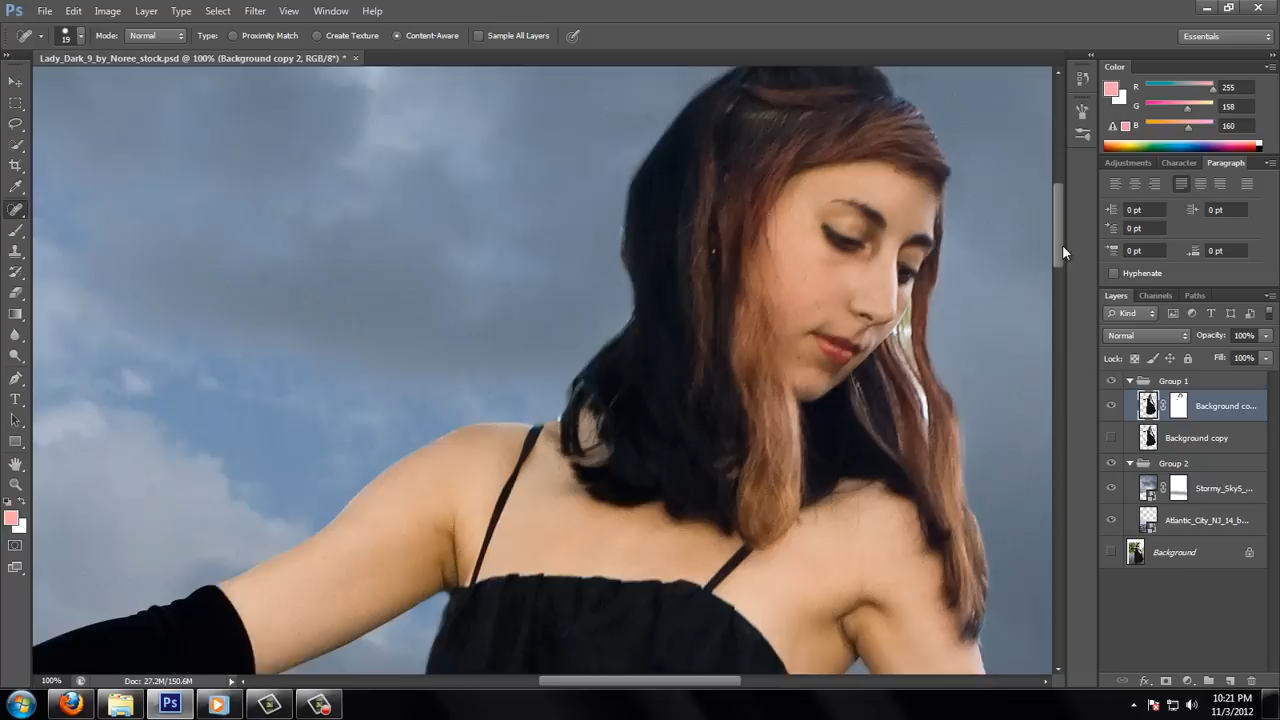 Ps File Edit Image Layer Type Select Filter View Window Help
19 Mode: Normal Type: Proximity Match Create Texture Content-Aware Sample All Layers Essentials
Lady_Dark_9_by_Noree_stock.psd @ 100% (Background copy 2, RGB/8*) * ×
Color
R 255
G 158
B 160
Adjustments Character Paragraph
0 pt 0 pt
0 pt
0 pt 0 pt
Hyphenate
Layers Channels Paths
Kind
Normal Opacity: 100%
Lock: Fill: 100%
Group 1
Background co...
Background copy
Group 2
Stormy_Sky5_...
Atlantic_City_NJ_14_b...
Background
100% Doc: 27.2M/150.6M
Ps
10:21 PM
11/3/2012